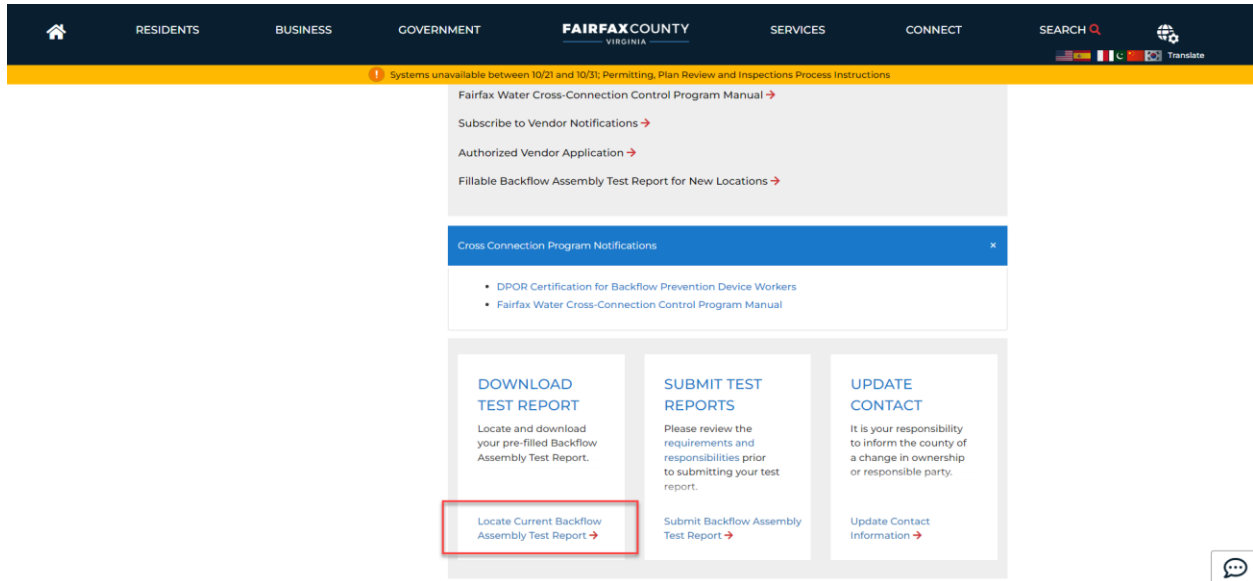 RESIDENTS
BUSINESS
GOVERNMENT
FAIRFAXCOUNTY
VIRGINIA
SERVICES
CONNECT
SEARCH
Translate
Systems unavailable between 10/21 and 10/31; Permitting, Plan Review and Inspections Process Instructions
Fairfax Water Cross-Connection Control Program Manual →
Subscribe to Vendor Notifications →
Authorized Vendor Application →
Fillable Backflow Assembly Test Report for New Locations →
Cross Connection Program Notifications ×
• DPOR Certification for Backflow Prevention Device Workers
• Fairfax Water Cross-Connection Control Program Manual
DOWNLOAD
TEST REPORT
Locate and download
your pre-filled Backflow
Assembly Test Report.
Locate Current Backflow
Assembly Test Report →
SUBMIT TEST
REPORTS
Please review the
requirements and
responsibilities prior
to submitting your test
report.
Submit Backflow Assembly
Test Report →
UPDATE
CONTACT
It is your responsibility
to inform the county of
a change in ownership
or responsible party.
Update Contact
Information →